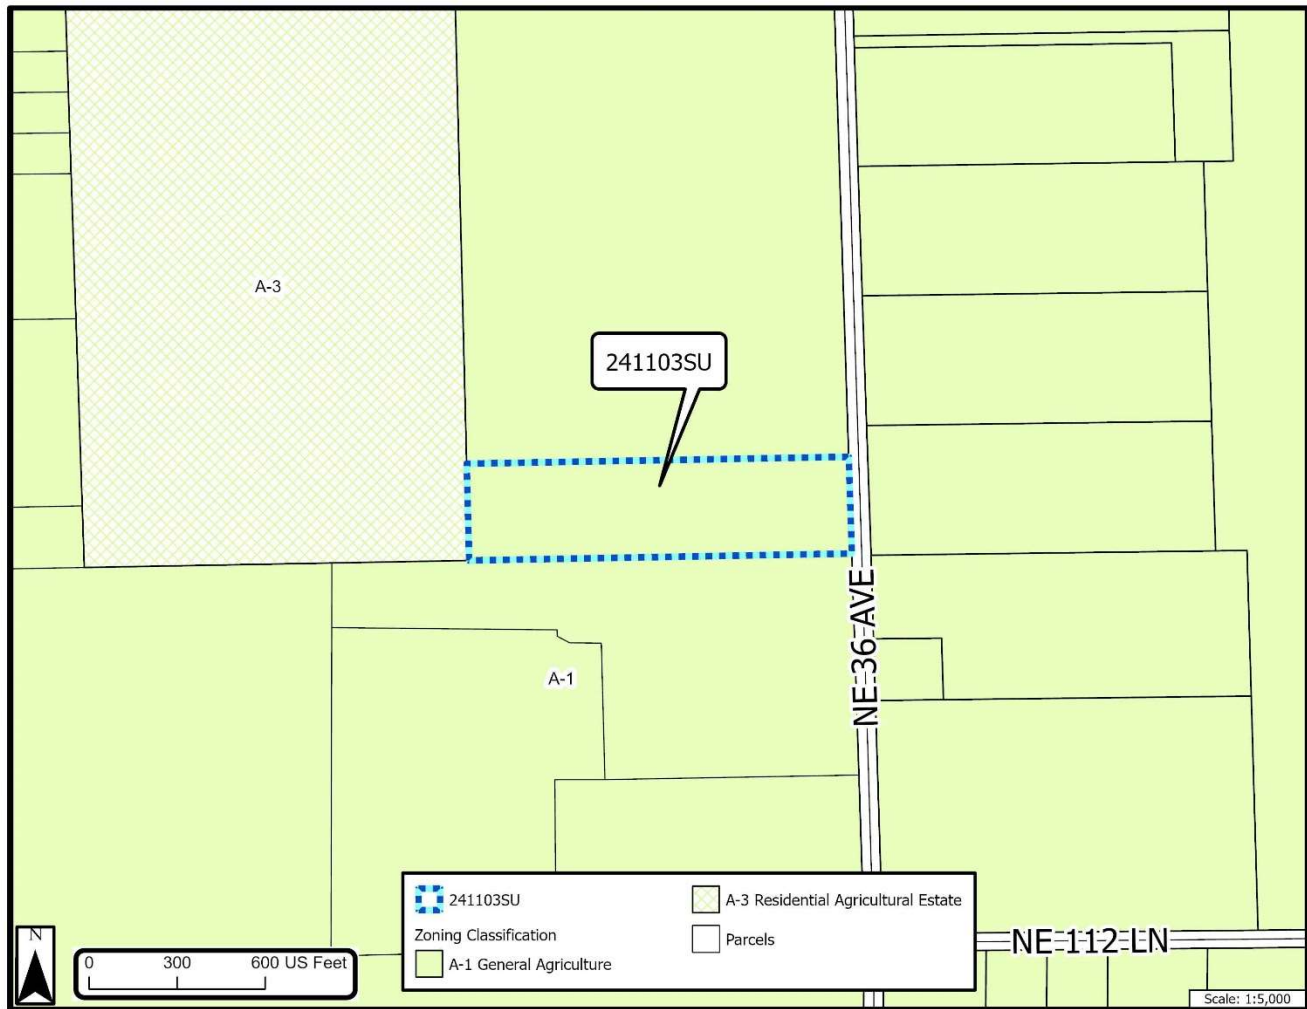 A-3
241103SU
NE 36 AVE
A-1
241103SU
Zoning Classification
A-1 General Agriculture
A-3 Residential Agricultural Estate
Parcels
NE 112 LN
N
0 300 600 US Feet
Scale: 1:5,000